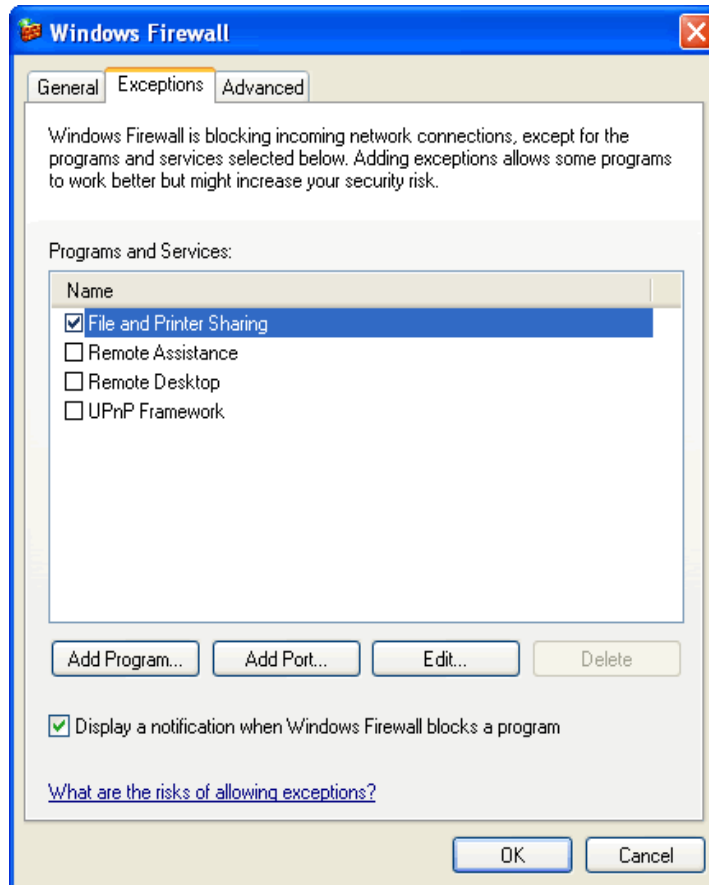 Windows Firewall
General
Exceptions
Advanced
Windows Firewall is blocking incoming network connections, except for the
programs and services selected below. Adding exceptions allows some programs
to work better but might increase your security risk.
Programs and Services:
Name
File and Printer Sharing
Remote Assistance
Remote Desktop
UPnP Framework
Add Program...
Add Port...
Edit...
Delete
Display a notification when Windows Firewall blocks a program
What are the risks of allowing exceptions?
OK
Cancel